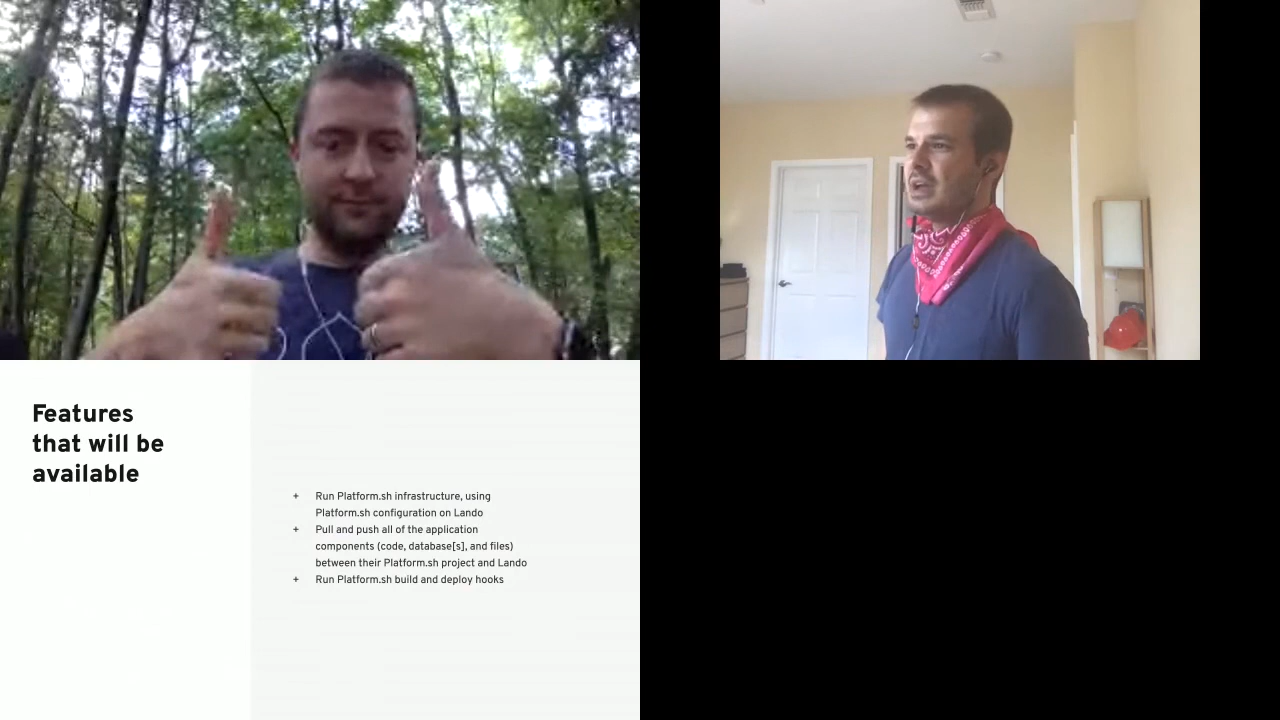 Features
that will be
available
+ Run Platform.sh infrastructure, using
Platform.sh configuration on Lando
+ Pull and push all of the application
components (code, database[s], and files)
between their Platform.sh project and Lando
+ Run Platform.sh build and deploy hooks